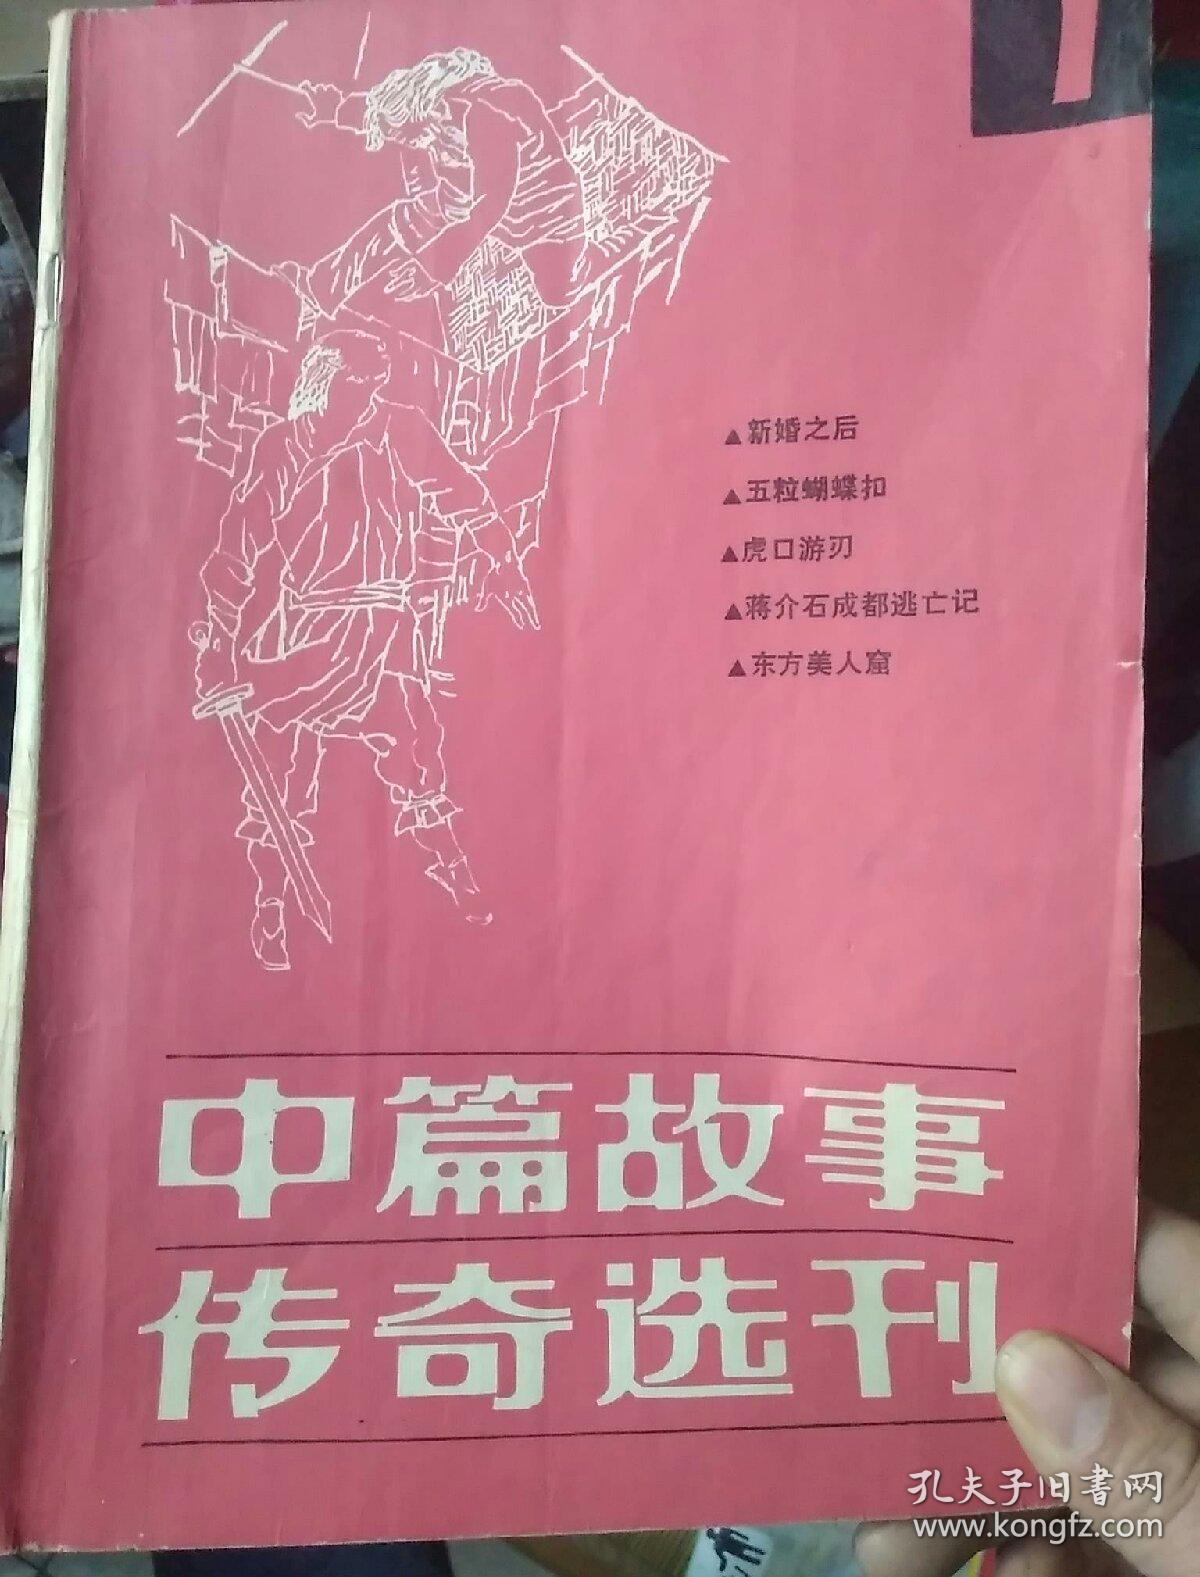 1
▲新婚之后
▲五粒蝴蝶扣
▲虎口游刃
▲蒋介石成都逃亡记
▲东方美人窟
中篇故事
传奇选刊
孔夫子旧书网
www.kongfz.com